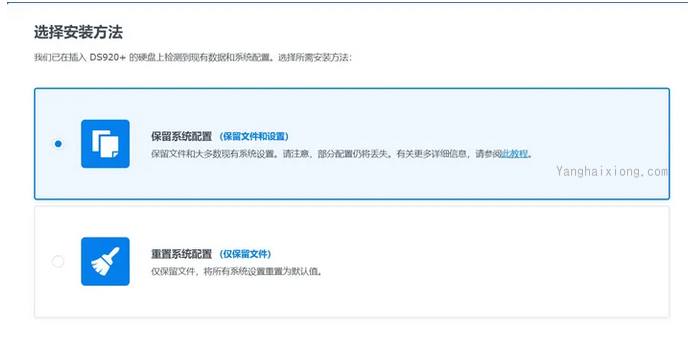 选择安装方法
我们已在插入 DS920+ 的硬盘上检测到现有数据和系统配置。选择所需安装方法：
保留系统配置 （保留文件和设置）
保留文件和大多数现有系统设置。请注意，部分配置仍将丢失。有关更多详细信息，请参阅此教程。
Yanghaixiong.com
重置系统配置 （仅保留文件）
仅保留文件，将所有系统设置重置为默认值。